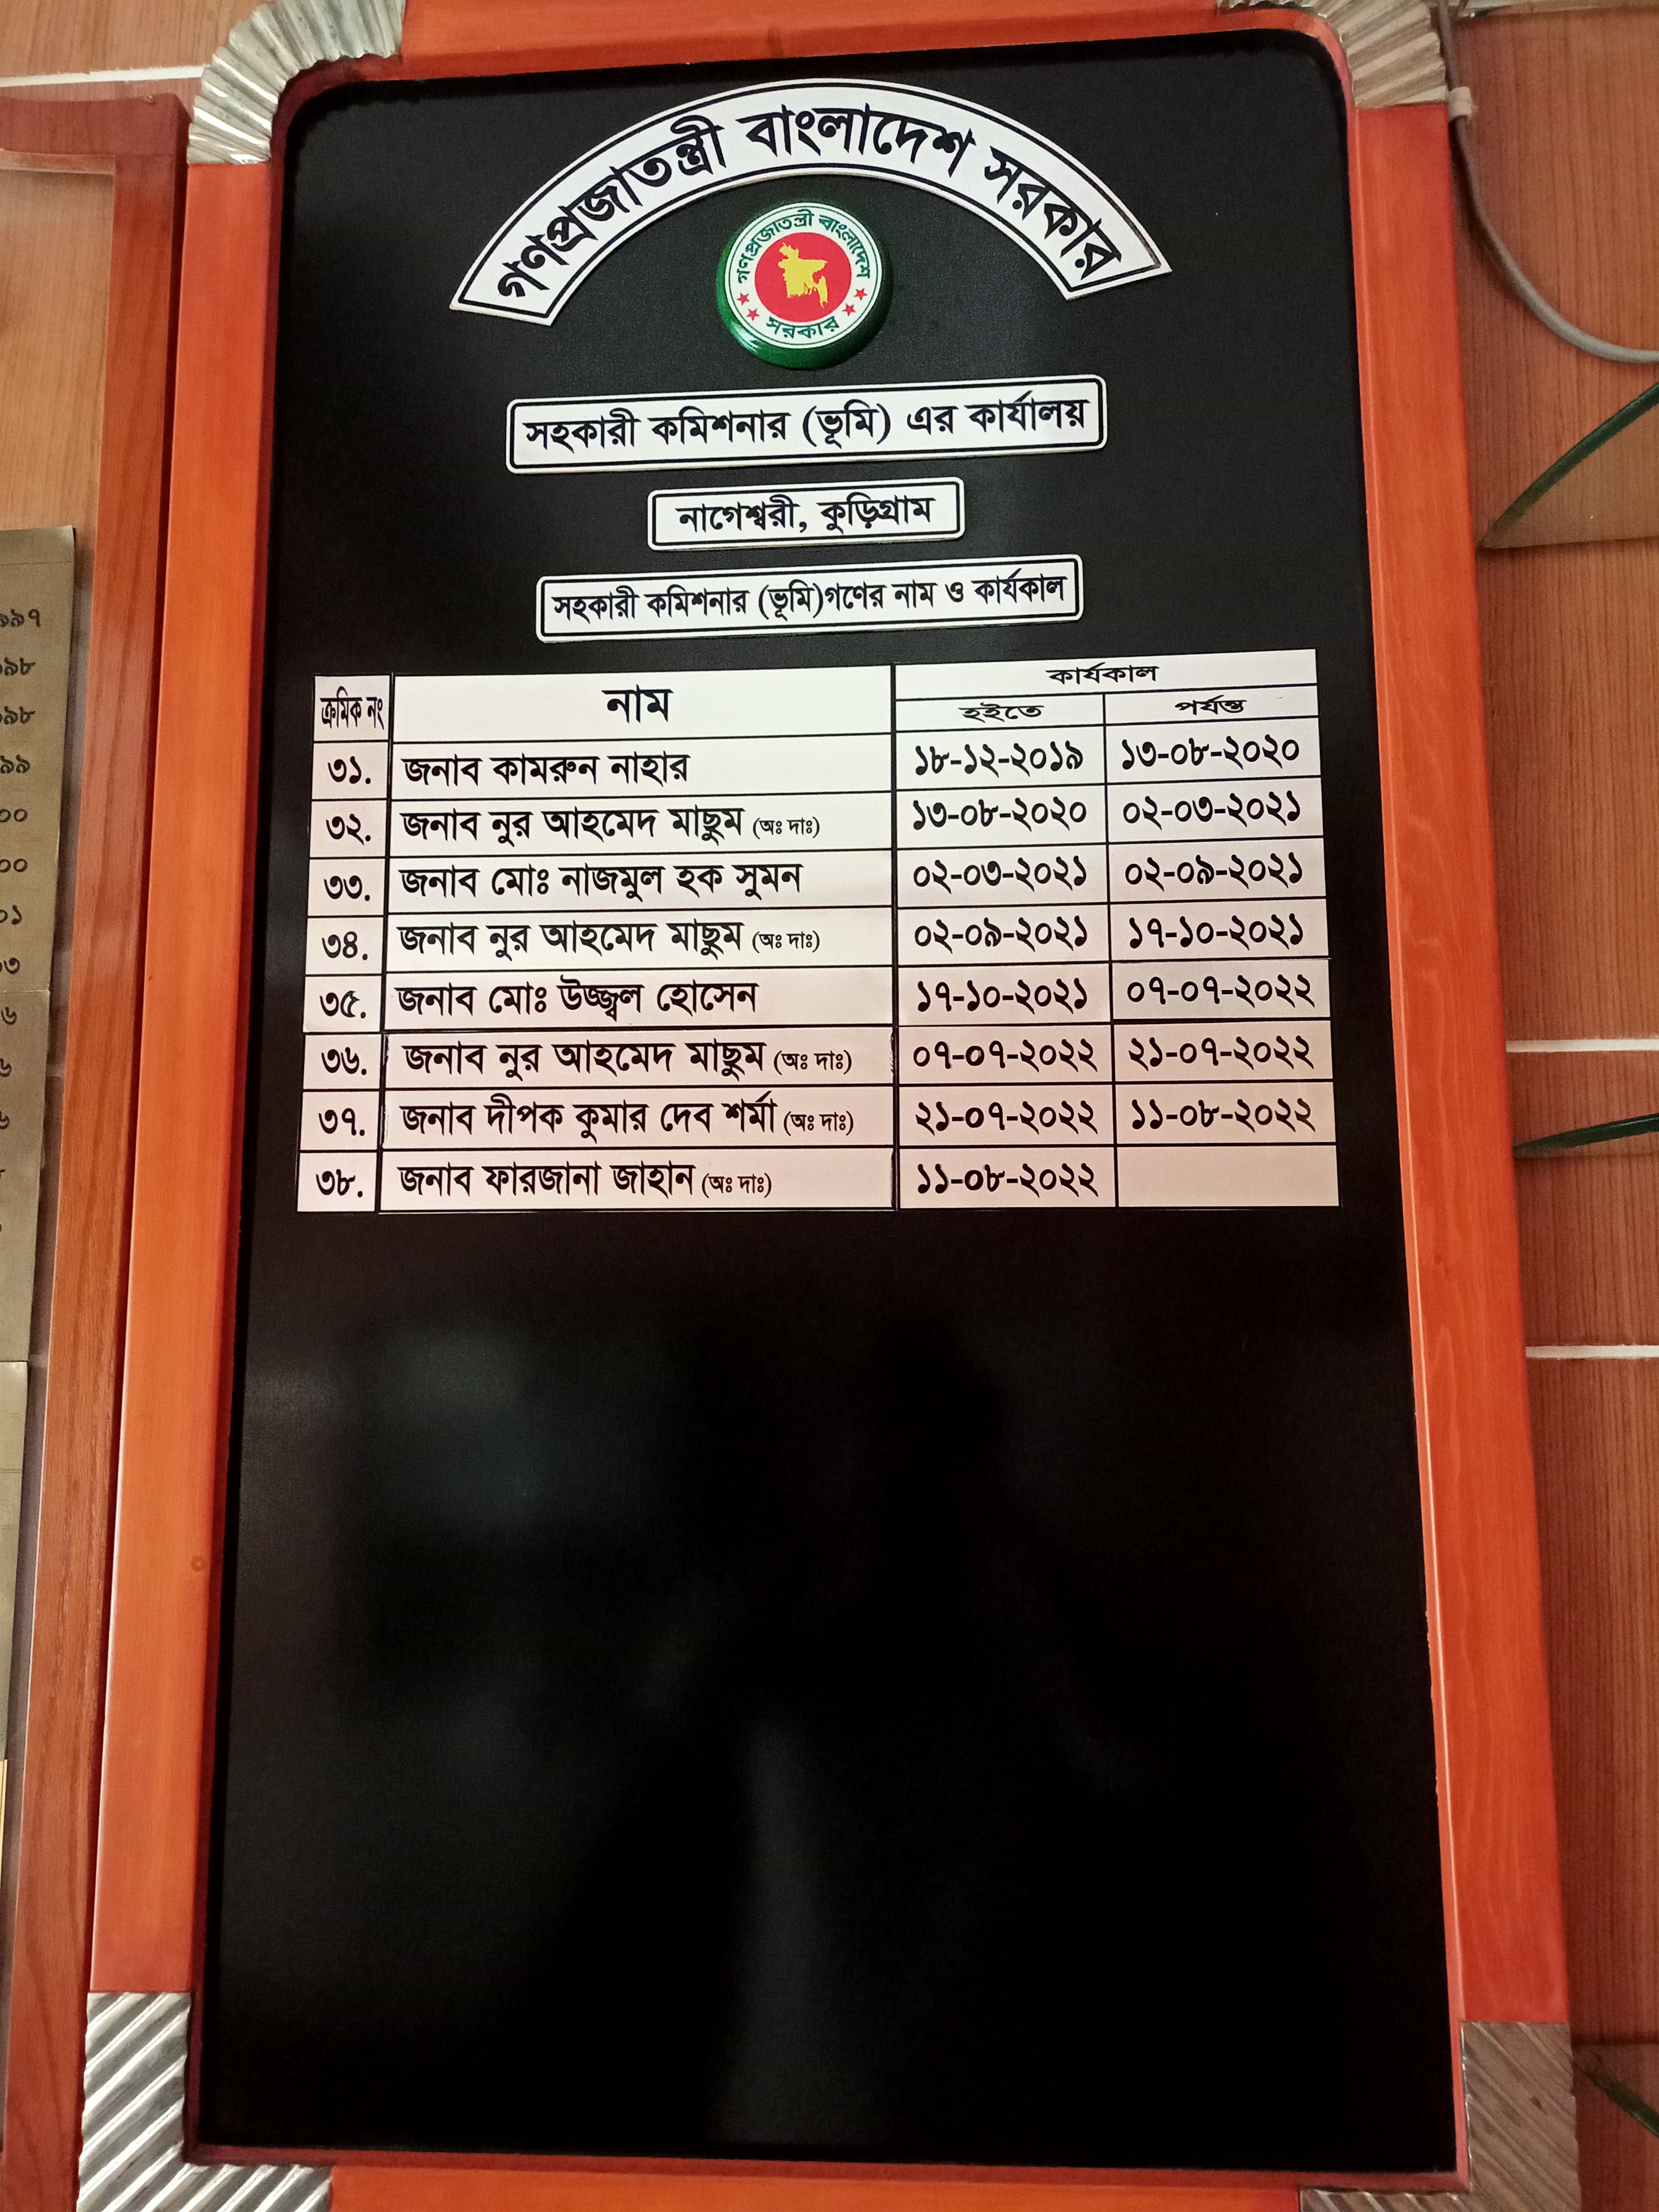 গণপ্রজাতন্ত্রী বাংলাদেশ সরকার
গণপ্রজাতন্ত্রী বাংলাদেশ
সরকার
সহকারী কমিশনার (ভূমি) এর কার্যালয়
নাগেশ্বরী, কুড়িগ্রাম
সহকারী কমিশনার (ভূমি)গণের নাম ও কার্যকাল
ক্রমিক নং নাম কার্যকাল
হইতে পর্যন্ত
৩১. জনাব কামরুন নাহার ১৮-১২-২০১৯ ১৩-০৮-২০২০
৩২. জনাব নুর আহমেদ মাছুম (অঃ দাঃ) ১৩-০৮-২০২০ ০২-০৩-২০২১
৩৩. জনাব মোঃ নাজমুল হক সুমন ০২-০৩-২০২১ ০২-০৯-২০২১
৩৪. জনাব নুর আহমেদ মাছুম (অঃ দাঃ) ০২-০৯-২০২১ ১৭-১০-২০২১
৩৫. জনাব মোঃ উজ্জ্বল হোসেন ১৭-১০-২০২১ ০৭-০৭-২০২২
৩৬. জনাব নুর আহমেদ মাছুম (অঃ দাঃ) ০৭-০৭-২০২২ ২১-০৭-২০২২
৩৭. জনাব দীপক কুমার দেব শর্মা (অঃ দাঃ) ২১-০৭-২০২২ ১১-০৮-২০২২
৩৮. জনাব ফারজানা জাহান (অঃ দাঃ) ১১-০৮-২০২২